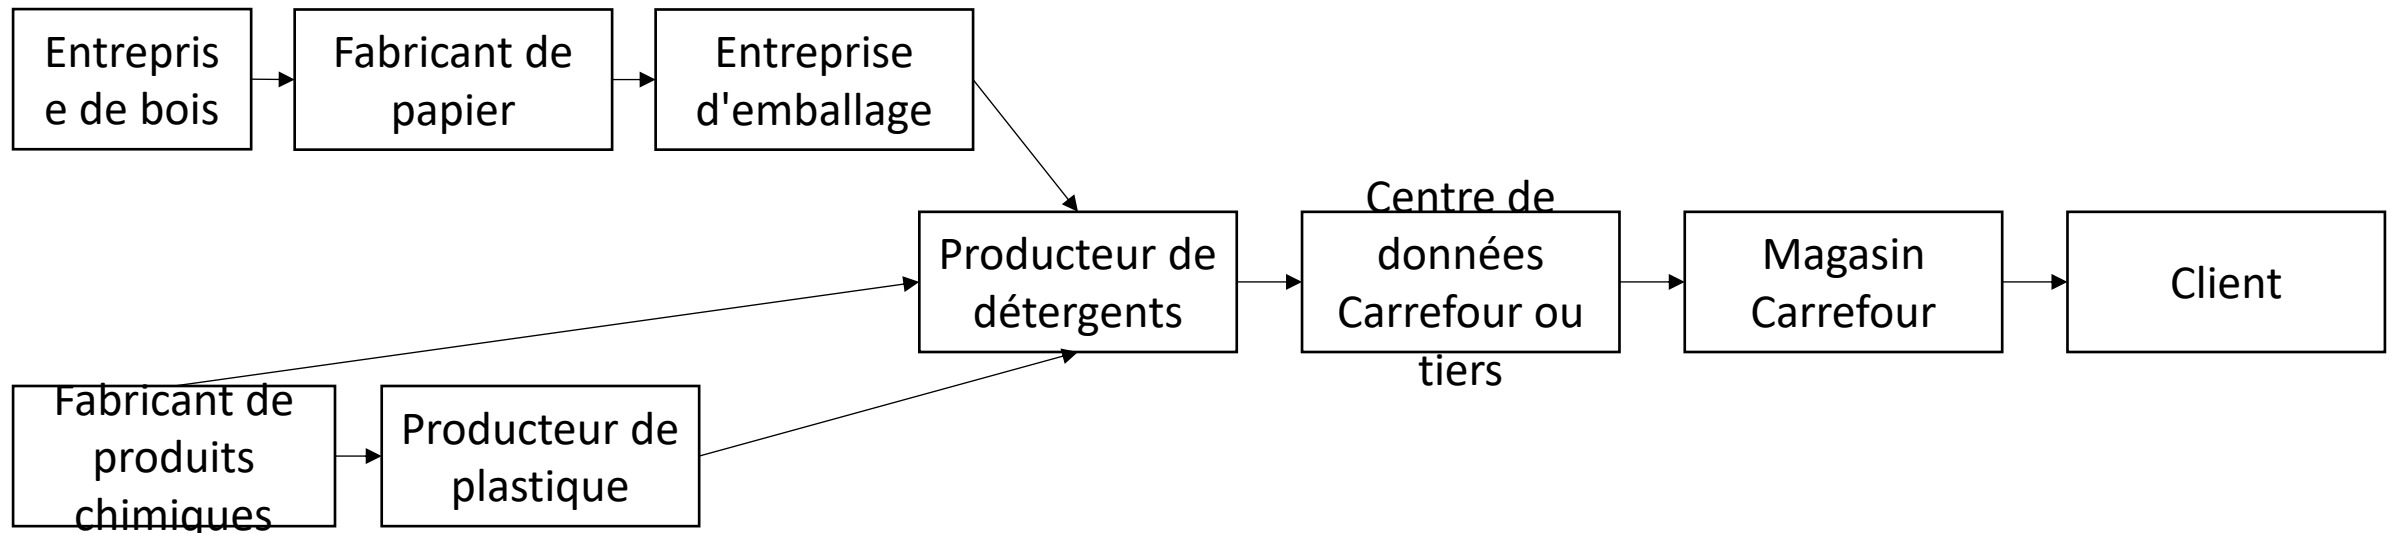 Entrepris
e de bois
Fabricant de
papier
Entreprise
d'emballage
Producteur de
détergents
Centre de
données
Carrefour ou
tiers
Magasin
Carrefour
Client
Fabricant de
produits
chimiques
Producteur de
plastique